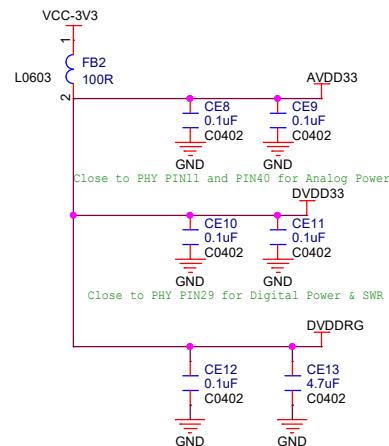 VCC-3V3
1
FB2
L0603
100R
2
AVDD33
CE8
CE9
0.1uF
0.1uF
C0402
C0402
GND
GND
Close to PHY PIN11 and PIN40 for Analog Power
DVDD33
CE10
CE11
0.1uF
0.1uF
C0402
C0402
GND
GND
Close to PHY PIN29 for Digital Power & SWR
DVDDRG
CE12
CE13
0.1uF
4.7uF
C0402
C0402
GND
GND